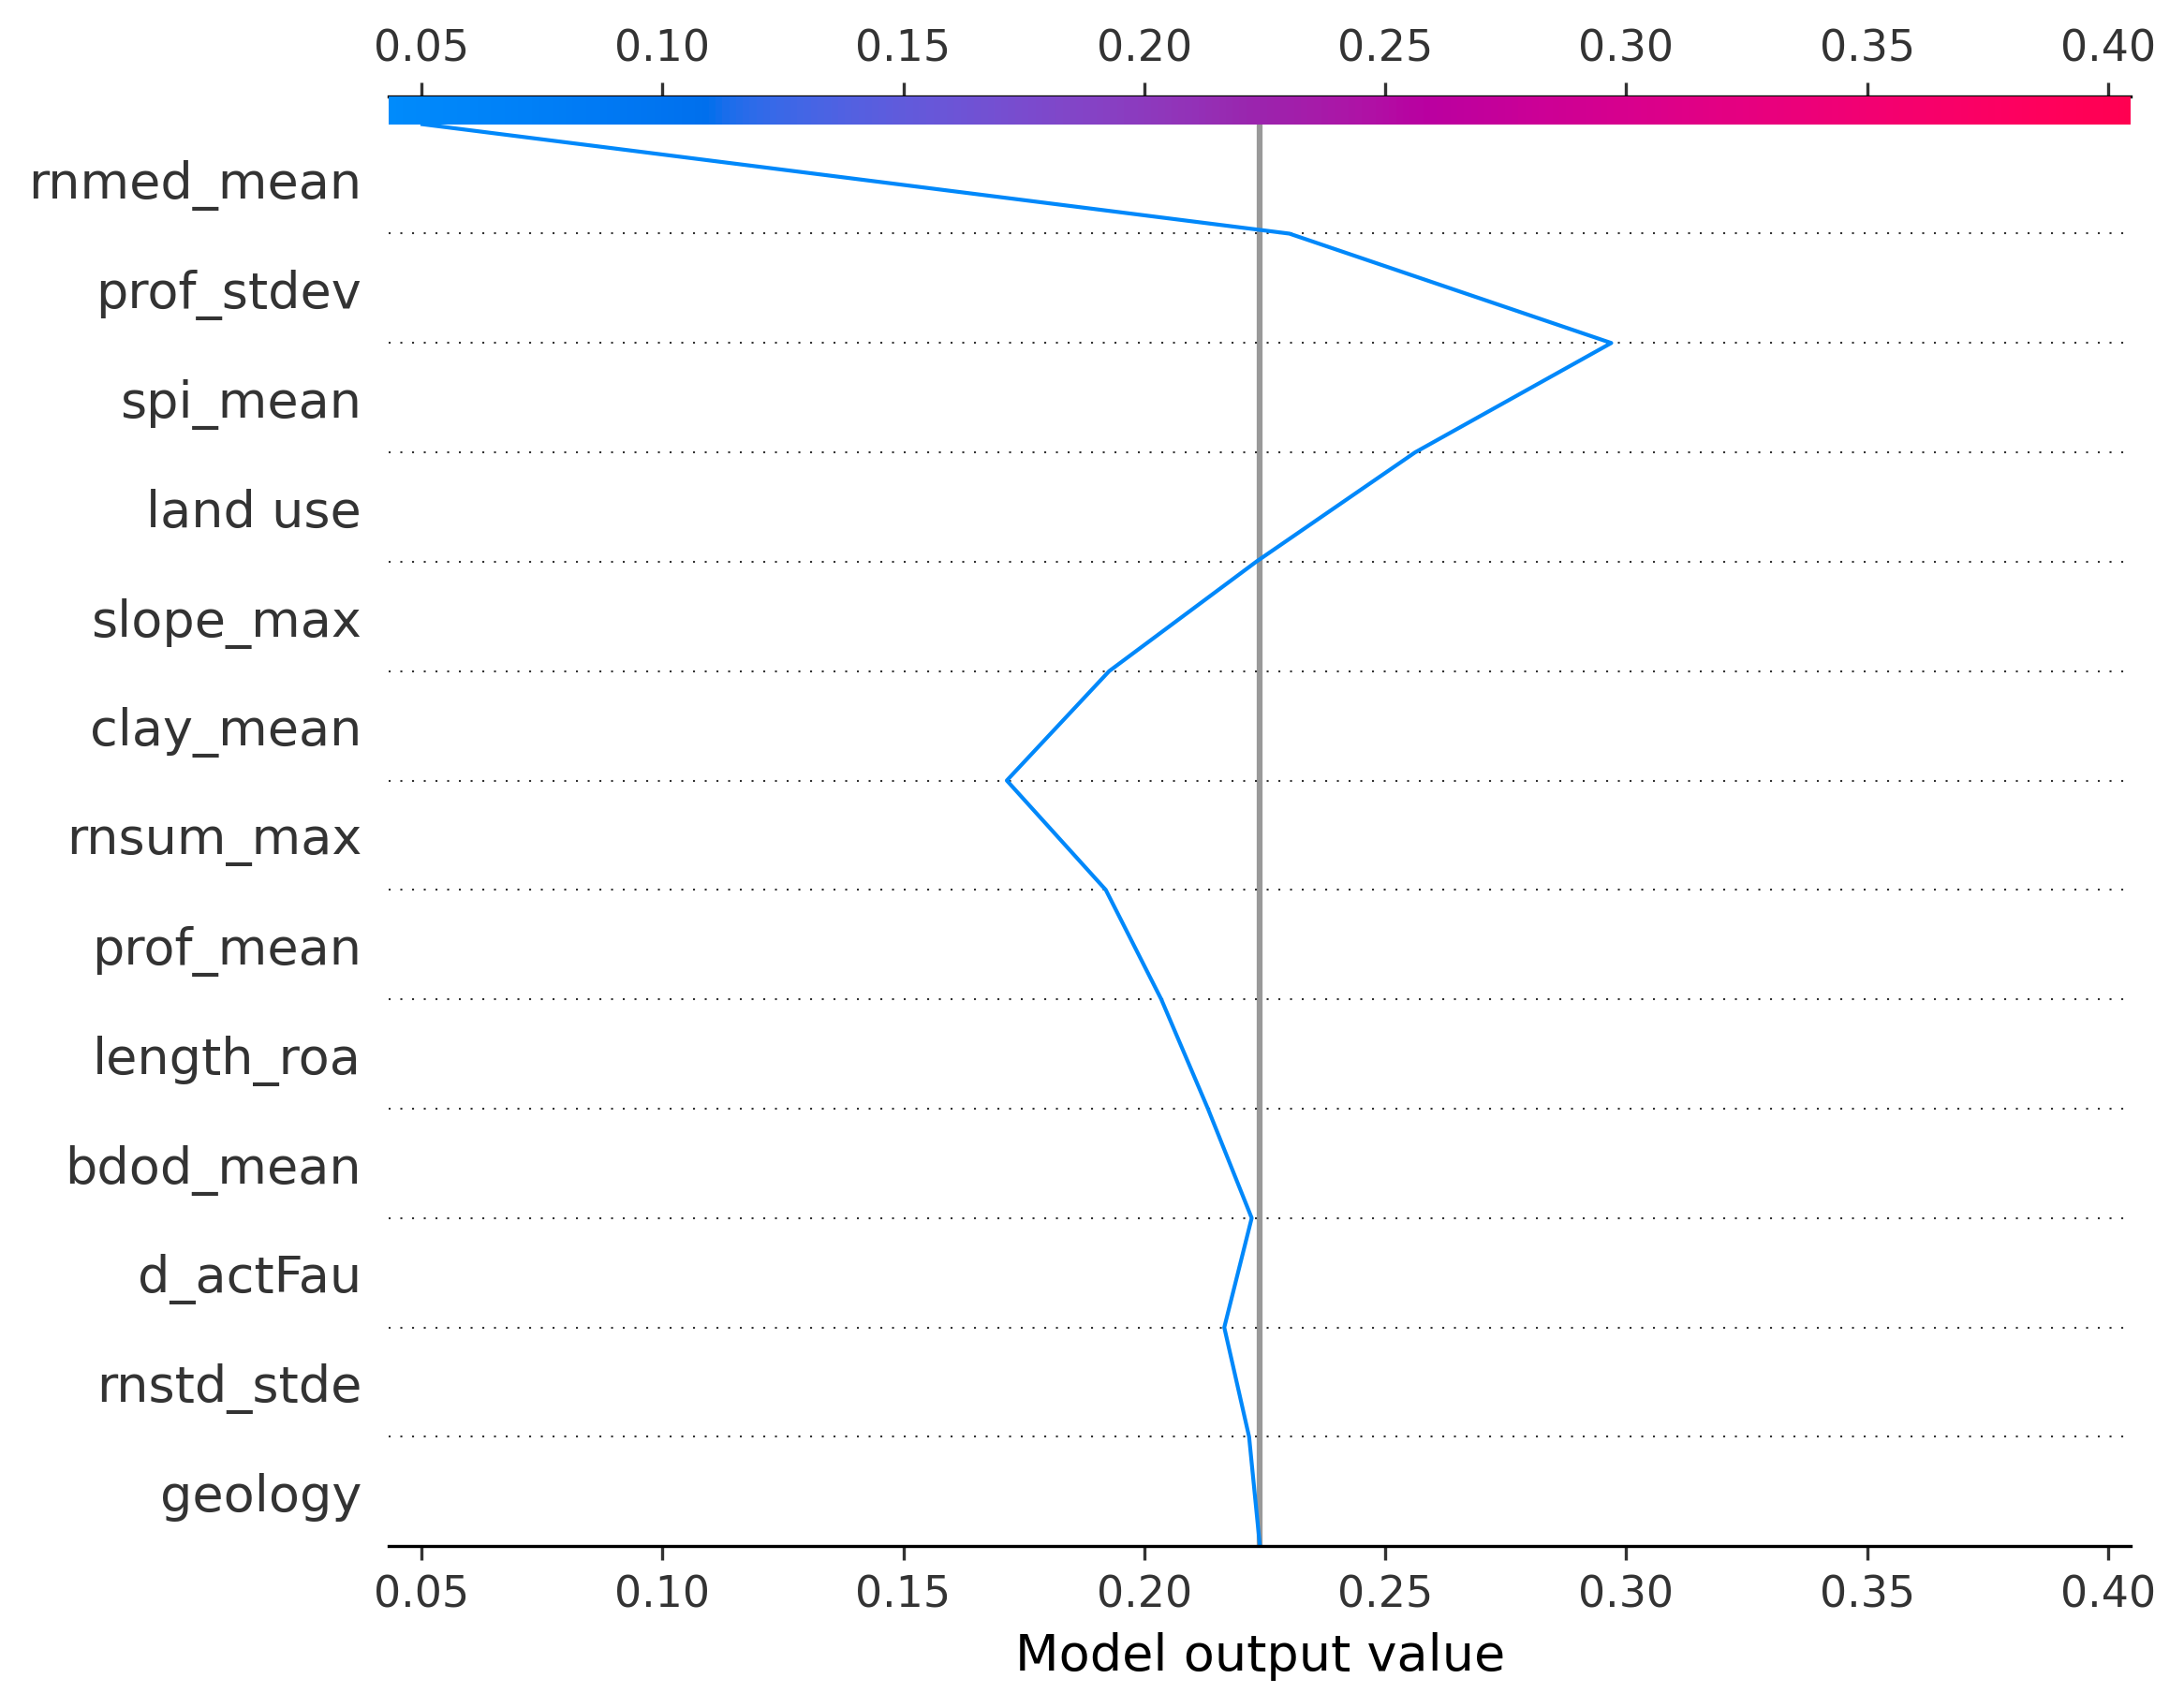 0.05 0.10 0.15 0.20 0.25 0.30 0.35 0.40
rnmed_mean
prof_stdev
spi_mean
land use
slope_max
clay_mean
rnsum_max
prof_mean
length_roa
bdod_mean
d_actFau
rnstd_stde
geology
0.05 0.10 0.15 0.20 0.25 0.30 0.35 0.40
Model output value